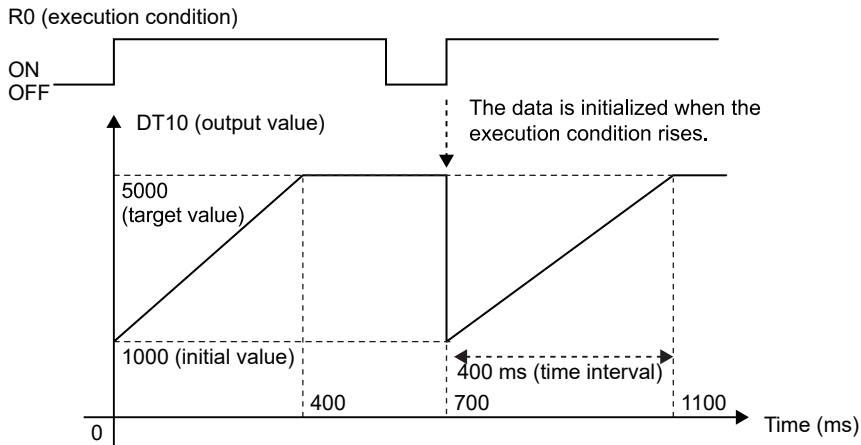 R0 (execution condition)
ON
OFF
DT10 (output value)
The data is initialized when the
execution condition rises.
5000
(target value)
1000 (initial value)
400 ms (time interval)
400
700
1100
0
Time (ms)